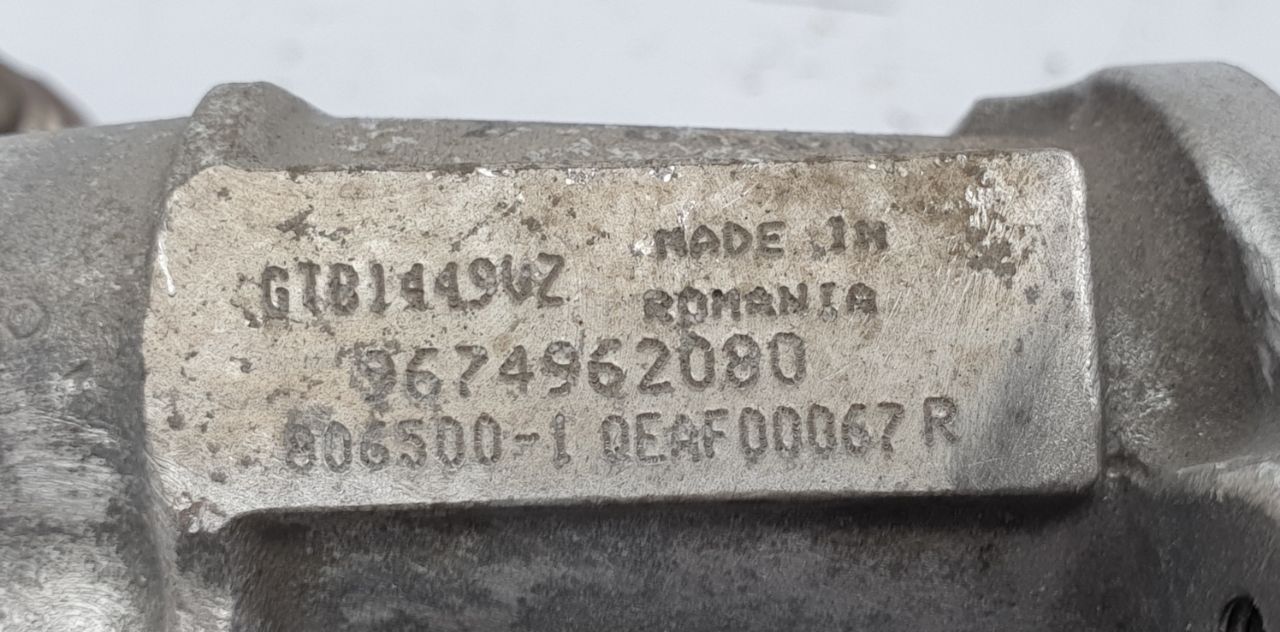 GTB1449VZ
MADE IN
ROMANIA
9674962080
806500-1 QEAF00067 R